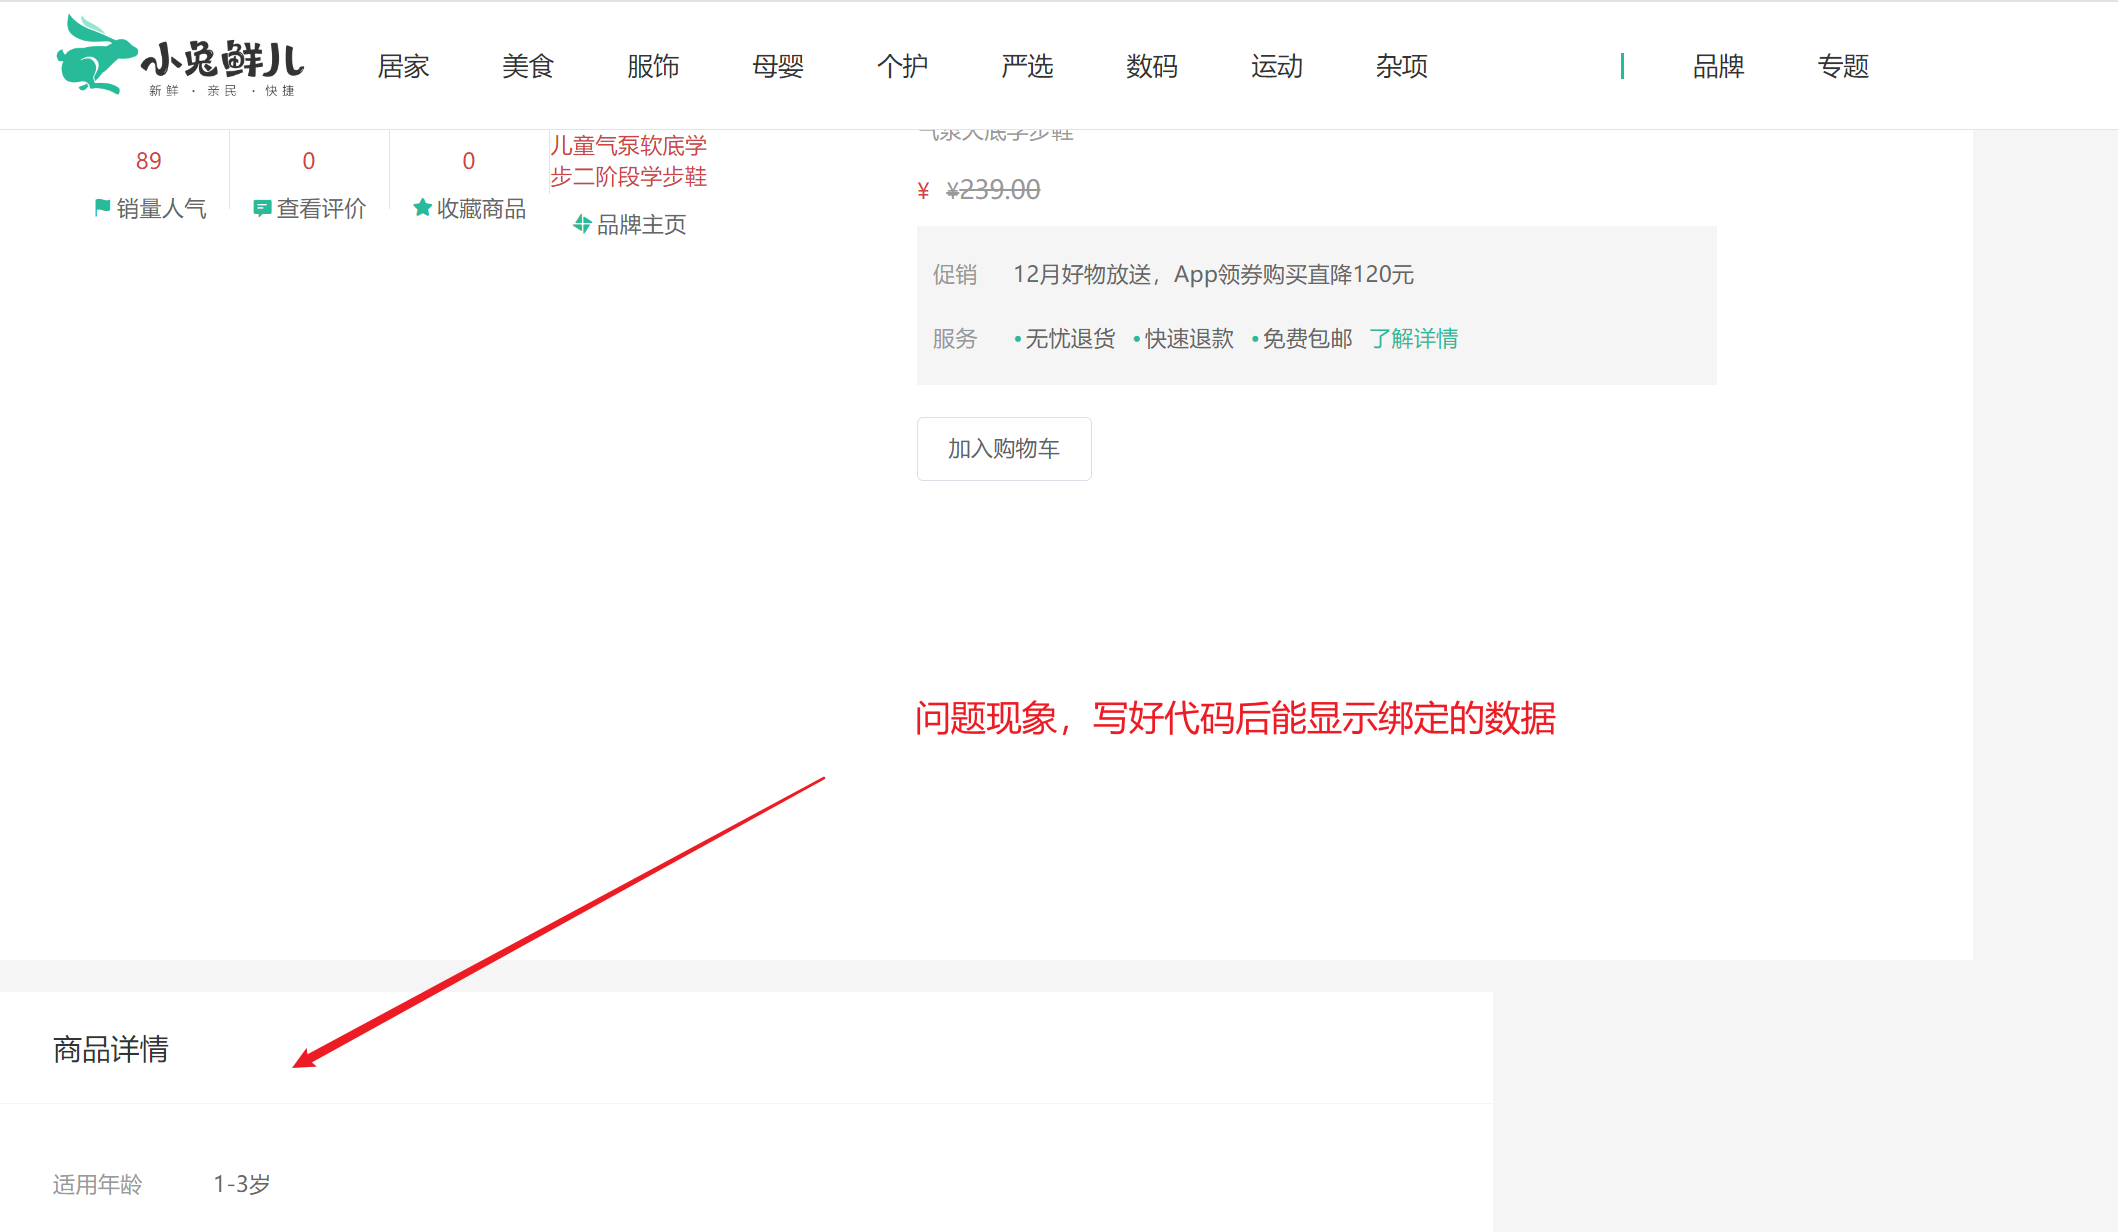 小兔鲜儿
新鲜 · 亲民 · 快捷
居家 美食 服饰 母婴 个护 严选 数码 运动 杂项 品牌 专题
89
销量人气
0
查看评价
0
收藏商品
儿童气泵软底学
步二阶段学步鞋
品牌主页
¥ ¥239.00
促销 12月好物放送，App领券购买直降120元
服务 •无忧退货 •快速退款 •免费包邮 了解详情
加入购物车
问题现象，写好代码后能显示绑定的数据
商品详情
适用年龄 1-3岁